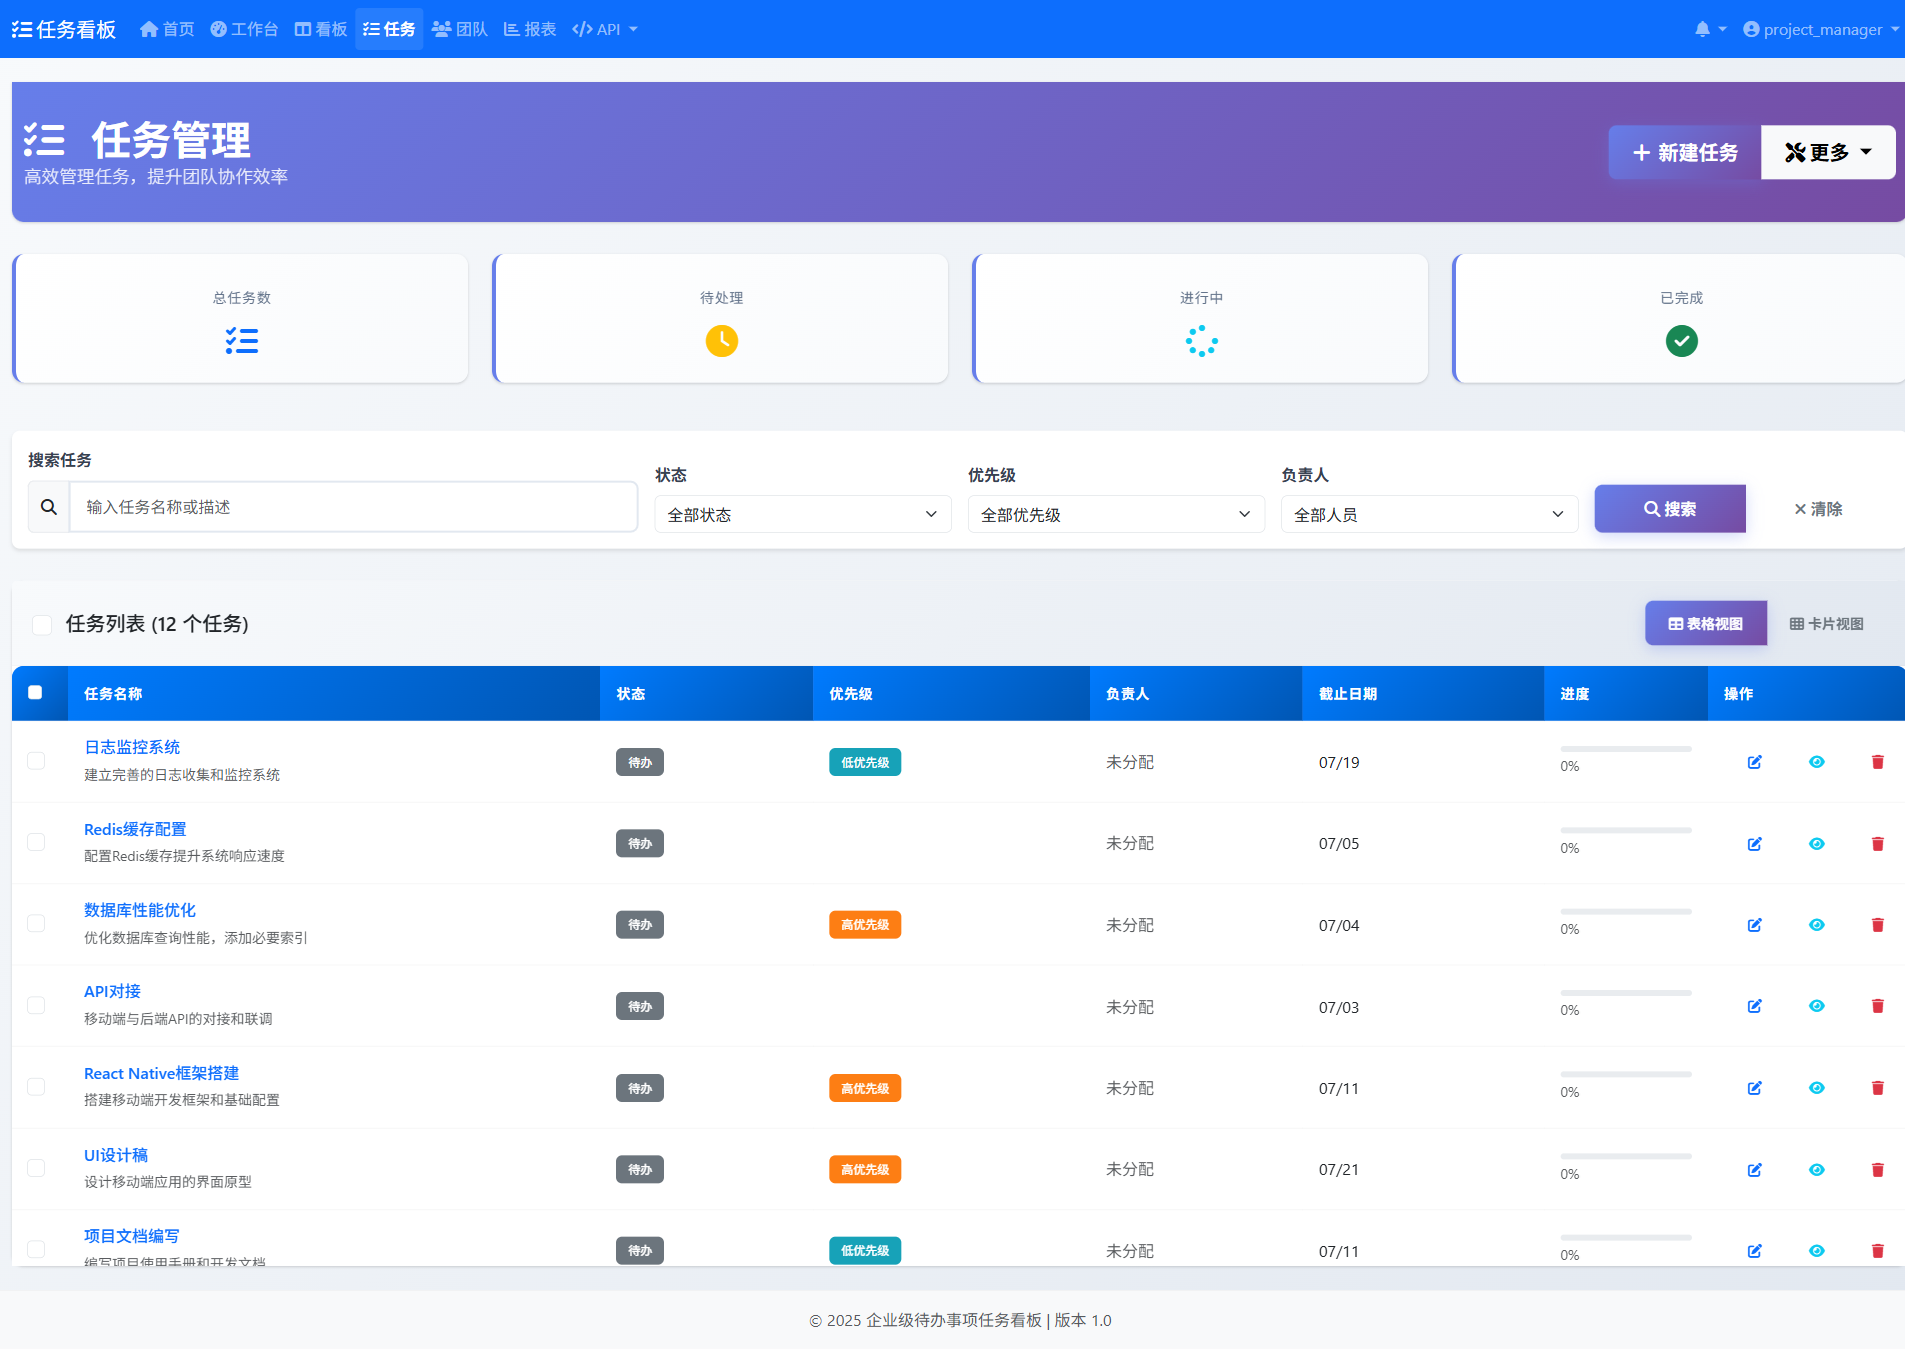 任务看板 首页 工作台 看板 任务 团队 报表 API project_manager
任务管理
高效管理任务，提升团队协作效率
新建任务 更多
总任务数 待处理 进行中 已完成
搜索任务 状态 优先级 负责人
输入任务名称或描述 全部状态 全部优先级 全部人员 搜索 清除
任务列表 (12 个任务) 表格视图 卡片视图
任务名称 状态 优先级 负责人 截止日期 进度 操作
日志监控系统
建立完善的日志收集和监控系统
待办 低优先级 未分配 07/19 0%
Redis缓存配置
配置Redis缓存提升系统响应速度
待办 未分配 07/05 0%
数据库性能优化
优化数据库查询性能，添加必要索引
待办 高优先级 未分配 07/04 0%
API对接
移动端与后端API的对接和联调
待办 未分配 07/03 0%
React Native框架搭建
搭建移动端开发框架和基础配置
待办 高优先级 未分配 07/11 0%
UI设计稿
设计移动端应用的界面原型
待办 高优先级 未分配 07/21 0%
项目文档编写
编写项目使用手册和开发文档
待办 低优先级 未分配 07/11 0%
© 2025 企业级待办事项任务看板 | 版本 1.0